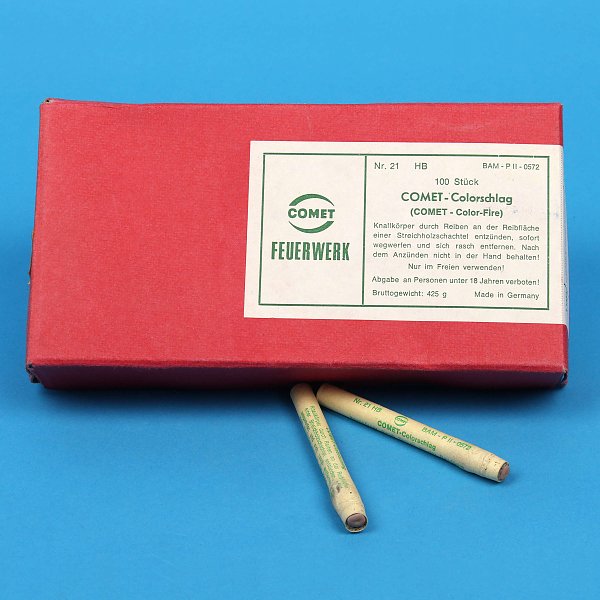 COMET
FEUERWERK
Nr. 21 HB BAM - P II - 0572
100 Stück
COMET - Colorschlag
(COMET - Color-Fire)
Knallkörper durch Reiben an der Reibfläche
einer Streichholzschachtel entzünden, sofort
wegwerfen und sich rasch entfernen. Nach
dem Anzünden nicht in der Hand behalten!
Nur im Freien verwenden!
Abgabe an Personen unter 18 Jahren verboten!
Bruttogewicht: 425 g Made in Germany
Nr. 21 HB COMET BAM - P II - 0572
COMET-Colorschlag